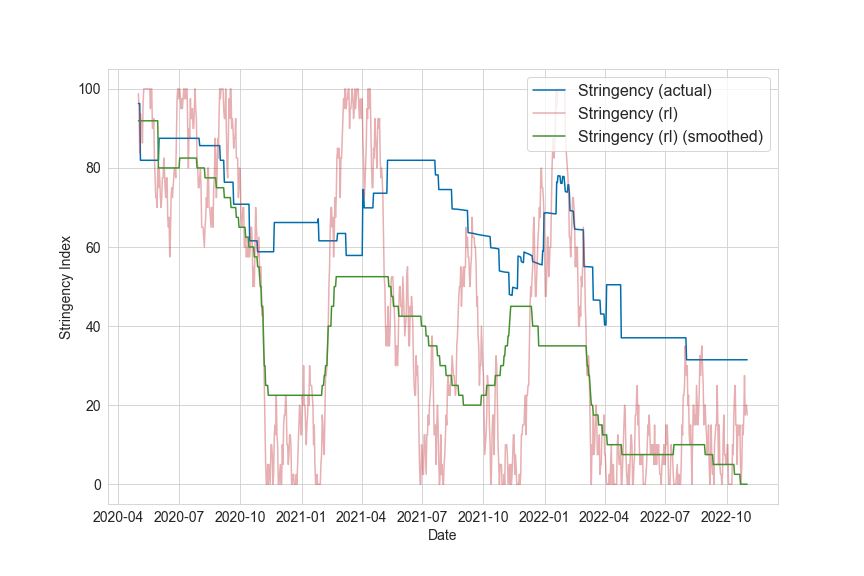 Stringency (actual)
Stringency (rl)
Stringency (rl) (smoothed)
Stringency Index
100
80
60
40
20
0
2020-04 2020-07 2020-10 2021-01 2021-04 2021-07 2021-10 2022-01 2022-04 2022-07 2022-10
Date